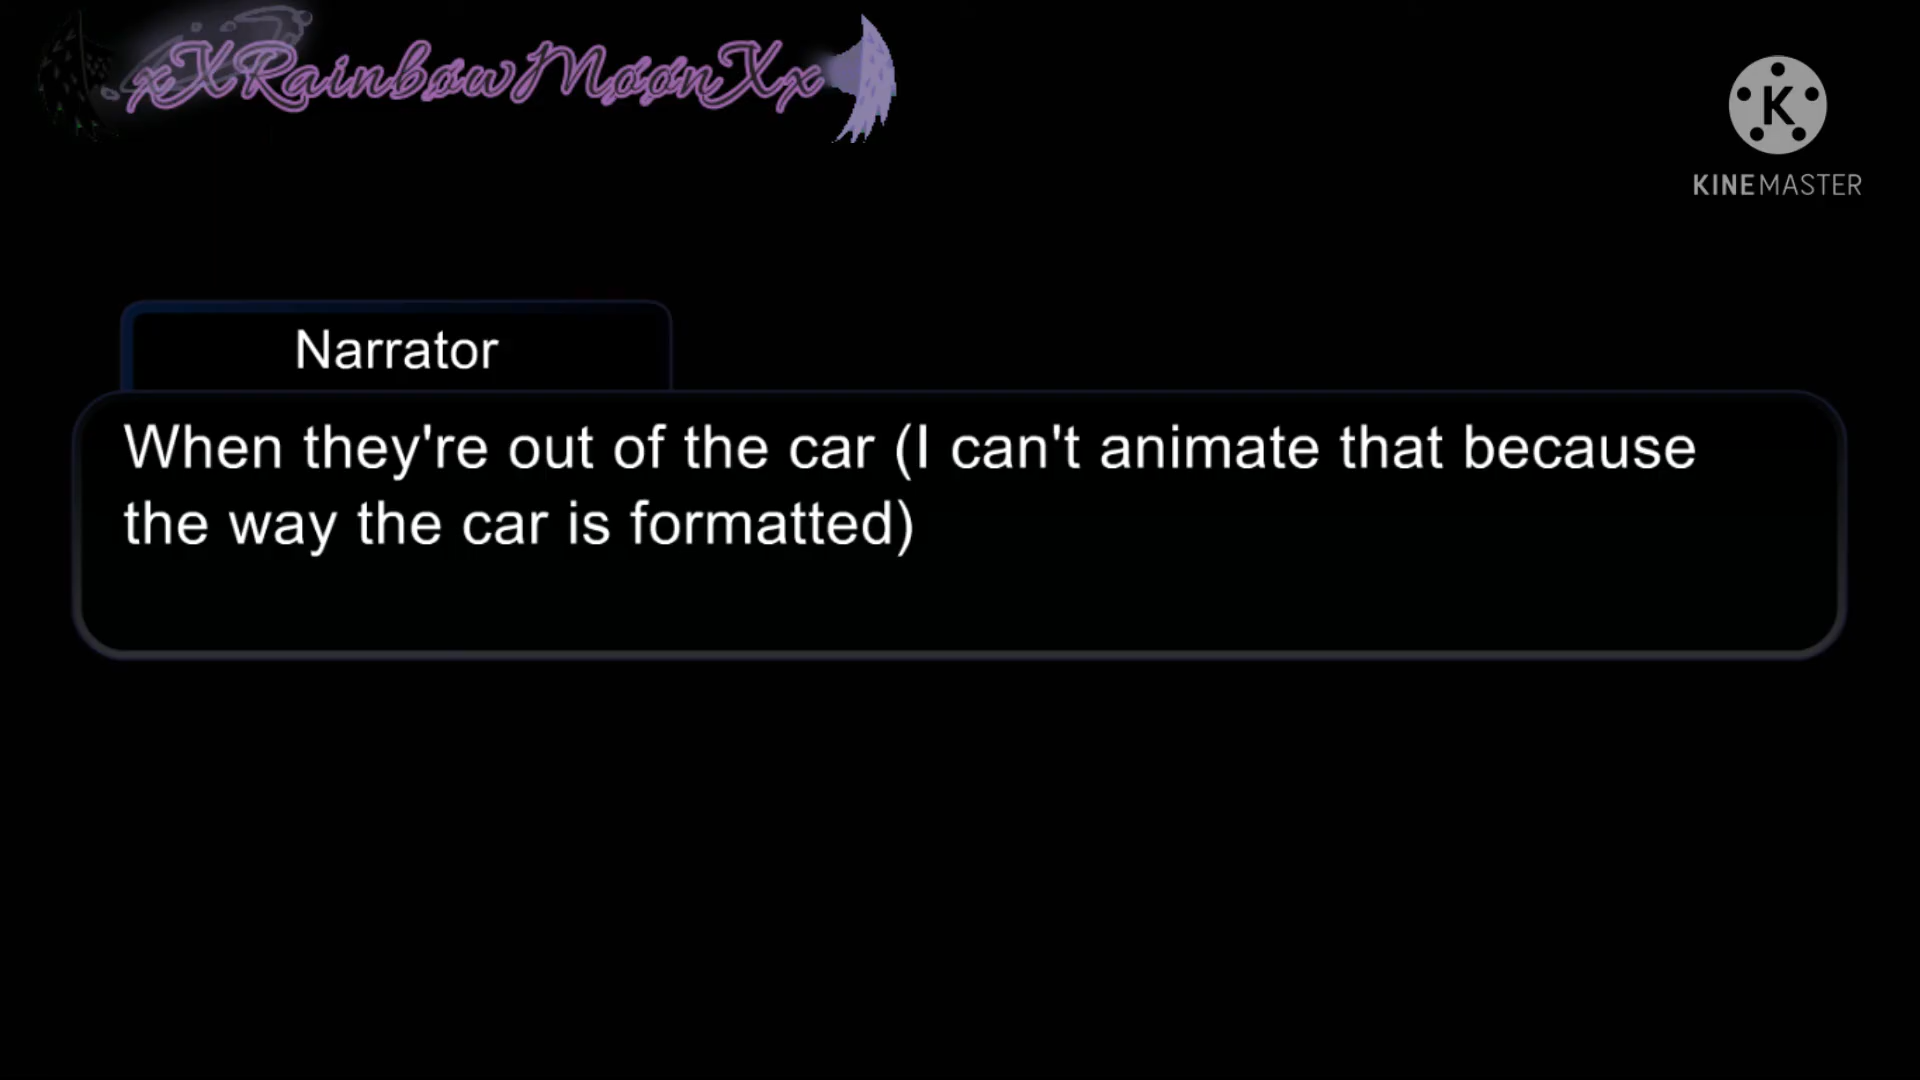 xXRainbøwMøønXx
KINEMASTER
Narrator
When they're out of the car (I can't animate that because
the way the car is formatted)